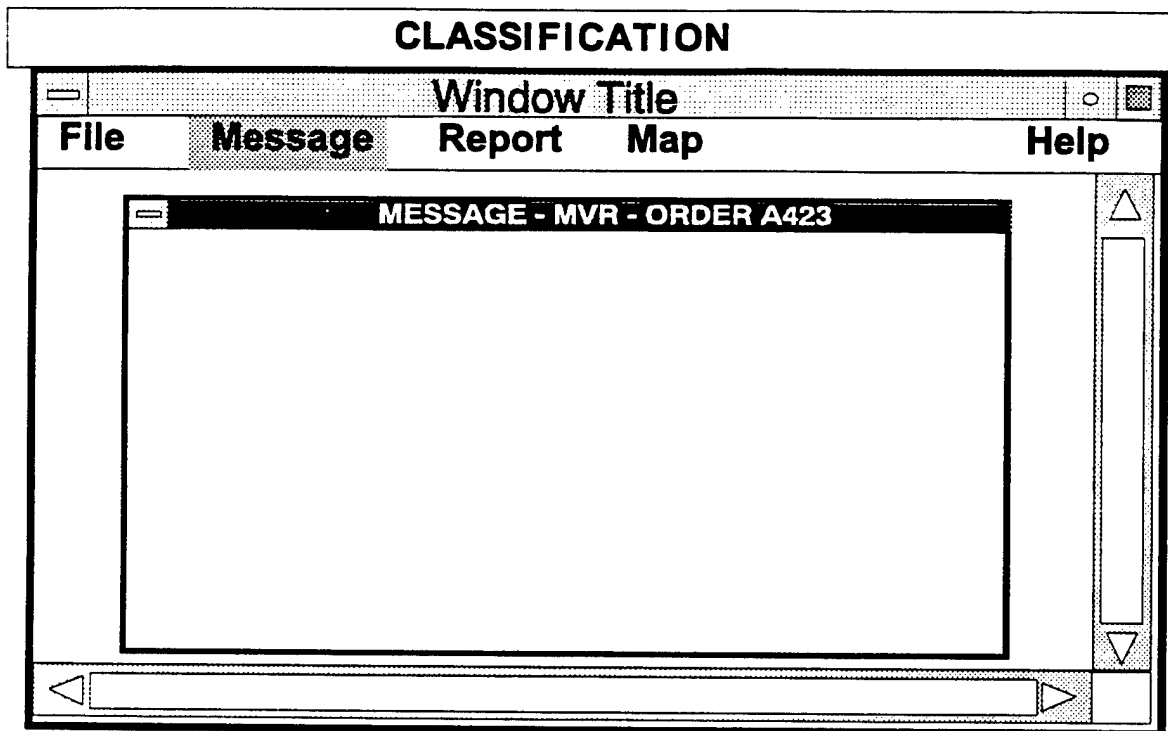 CLASSIFICATION
Window Title
File Message Report Map Help
MESSAGE - MVR - ORDER A423